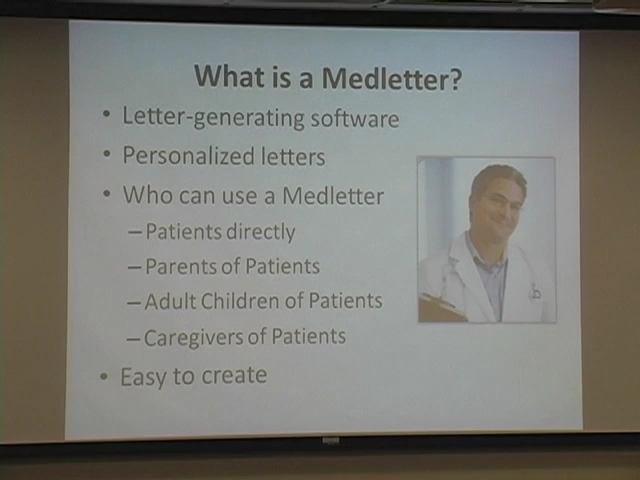 What is a Medletter?
• Letter-generating software
• Personalized letters
• Who can use a Medletter
– Patients directly
– Parents of Patients
– Adult Children of Patients
– Caregivers of Patients
• Easy to create